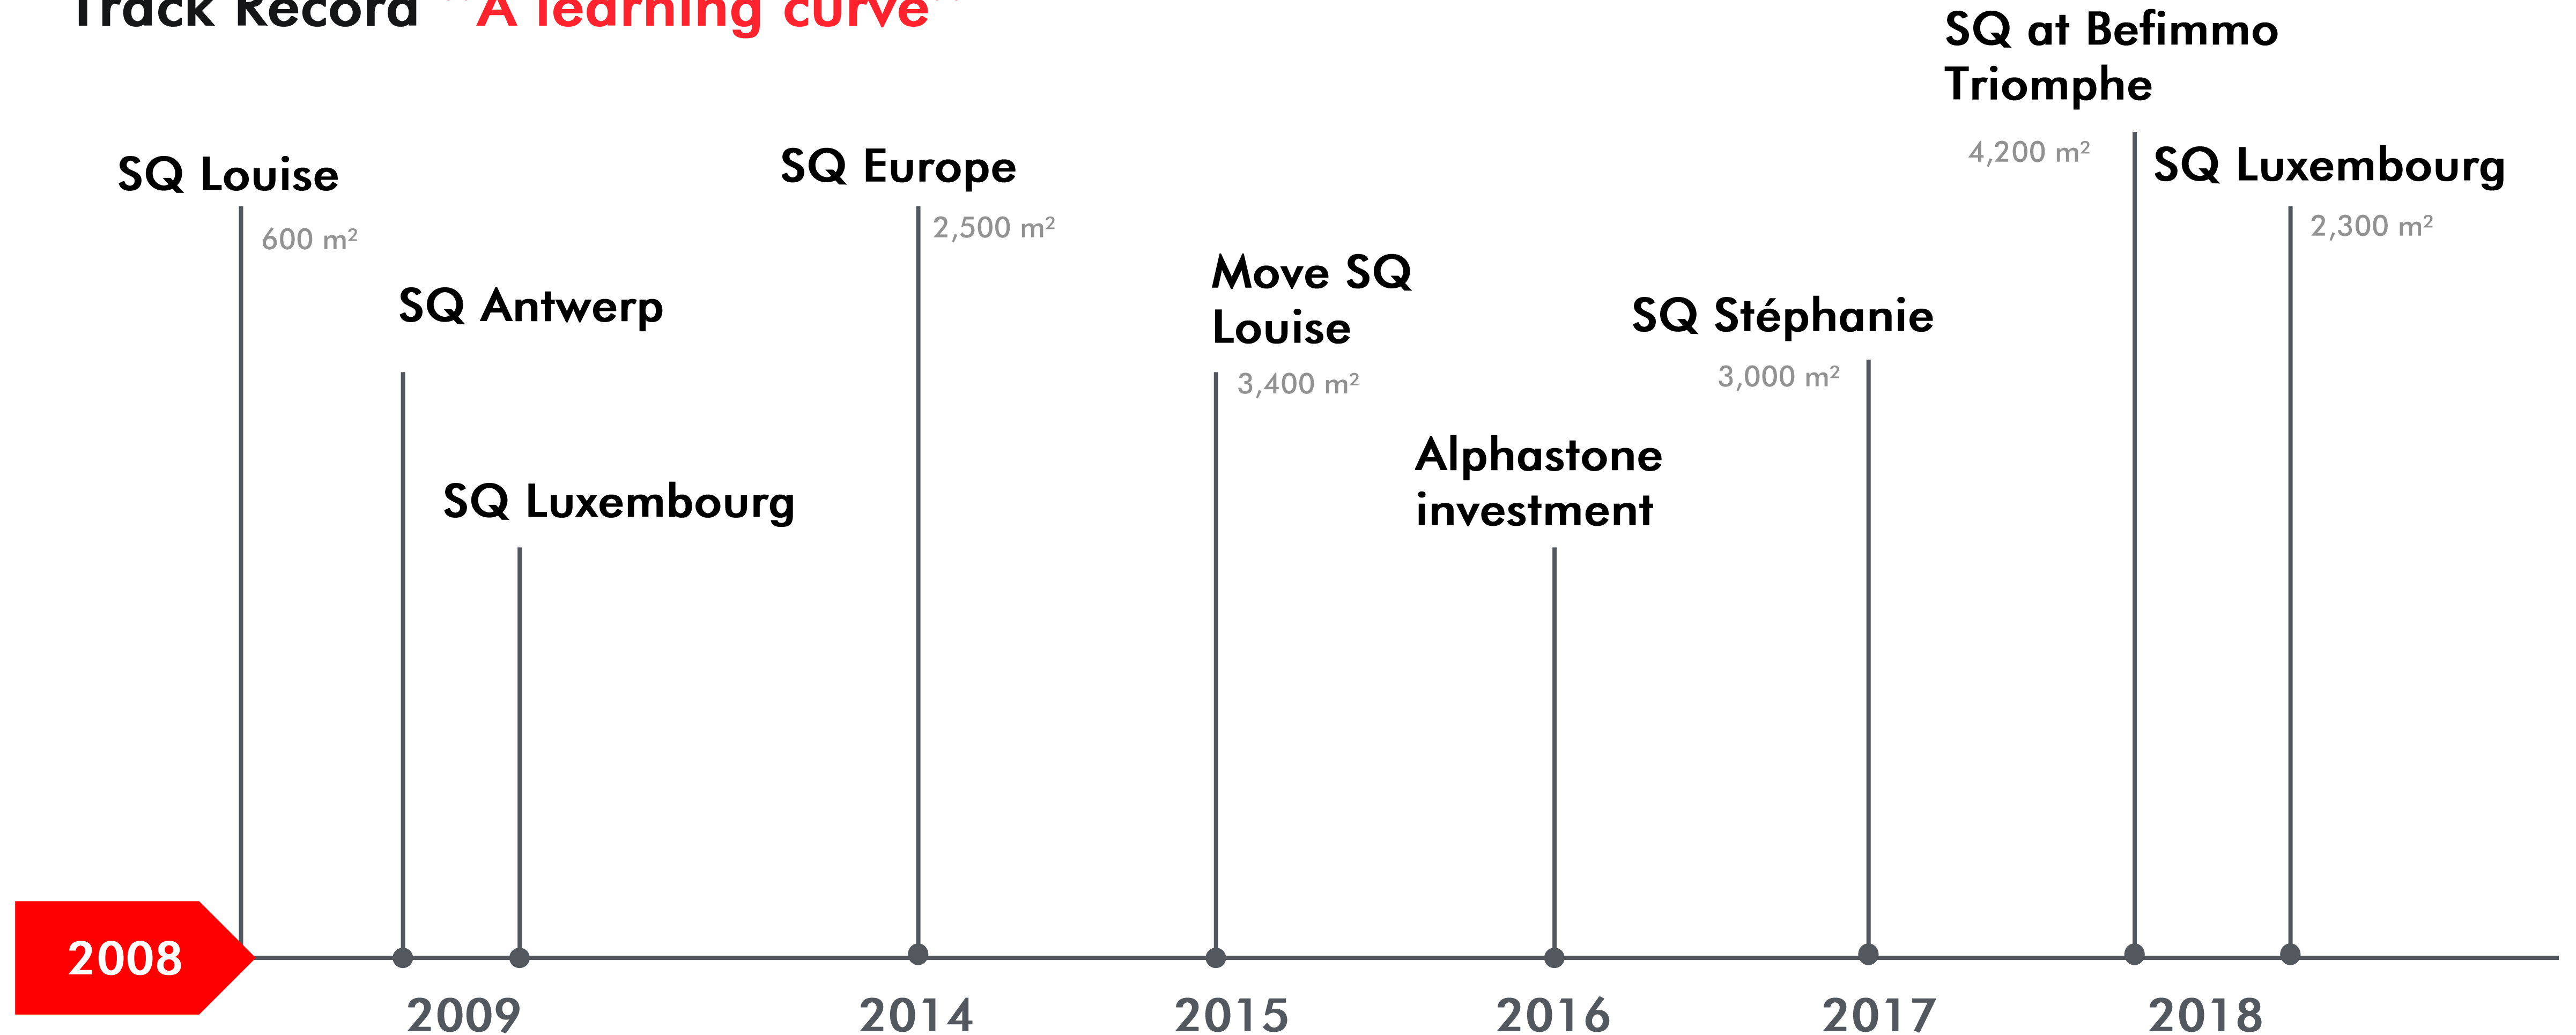 Track Record "A learning curve"
SQ at Befimmo
Triomphe
4,200 m²
SQ Luxembourg
2,300 m²
SQ Louise
600 m²
SQ Europe
2,500 m²
SQ Antwerp
Move SQ
Louise
3,400 m²
SQ Stéphanie
3,000 m²
Alphastone
investment
SQ Luxembourg
2008
2009
2014
2015
2016
2017
2018